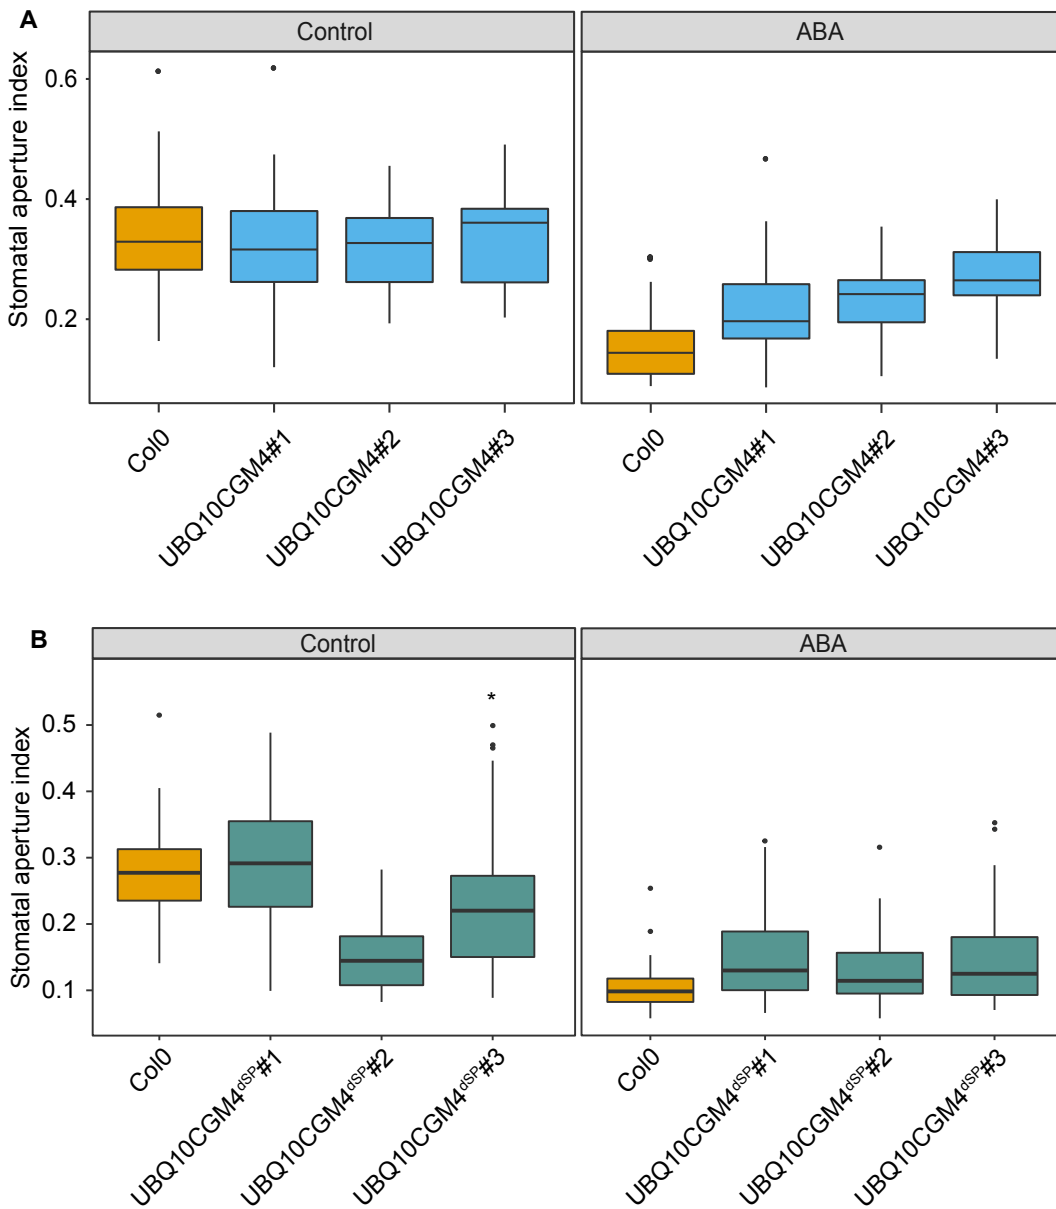 A
Control
ABA
Stomatal aperture index
0.6
0.4
0.2
Col0
UBQ10CGM4#1
UBQ10CGM4#2
UBQ10CGM4#3
Col0
UBQ10CGM4#1
UBQ10CGM4#2
UBQ10CGM4#3
B
Control
ABA
Stomatal aperture index
*
0.5
0.4
0.3
0.2
0.1
Col0
UBQ10CGM4dSP#1
UBQ10CGM4dSP#2
UBQ10CGM4dSP#3
Col0
UBQ10CGM4dSP#1
UBQ10CGM4dSP#2
UBQ10CGM4dSP#3